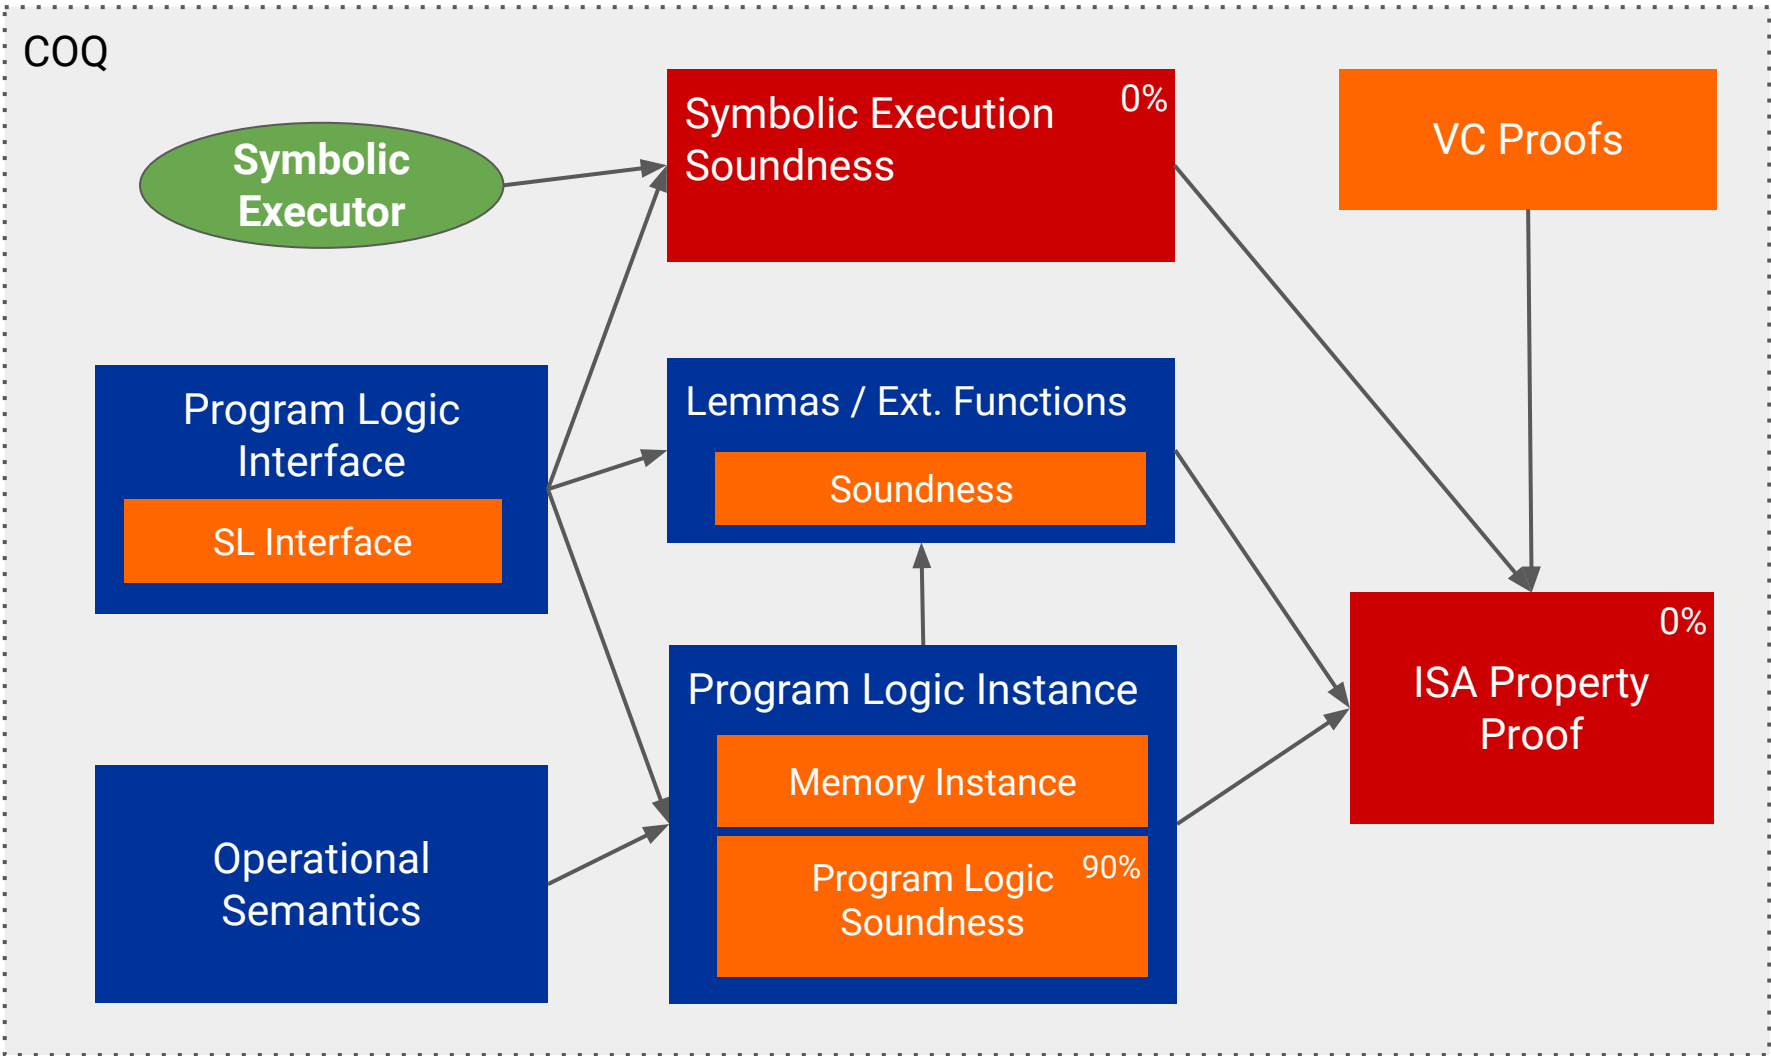 COQ
Symbolic
Executor
Symbolic Execution
Soundness
0%
VC Proofs
Program Logic
Interface
SL Interface
Lemmas / Ext. Functions
Soundness
Operational
Semantics
Program Logic Instance
Memory Instance
Program Logic
Soundness
90%
0%
ISA Property
Proof